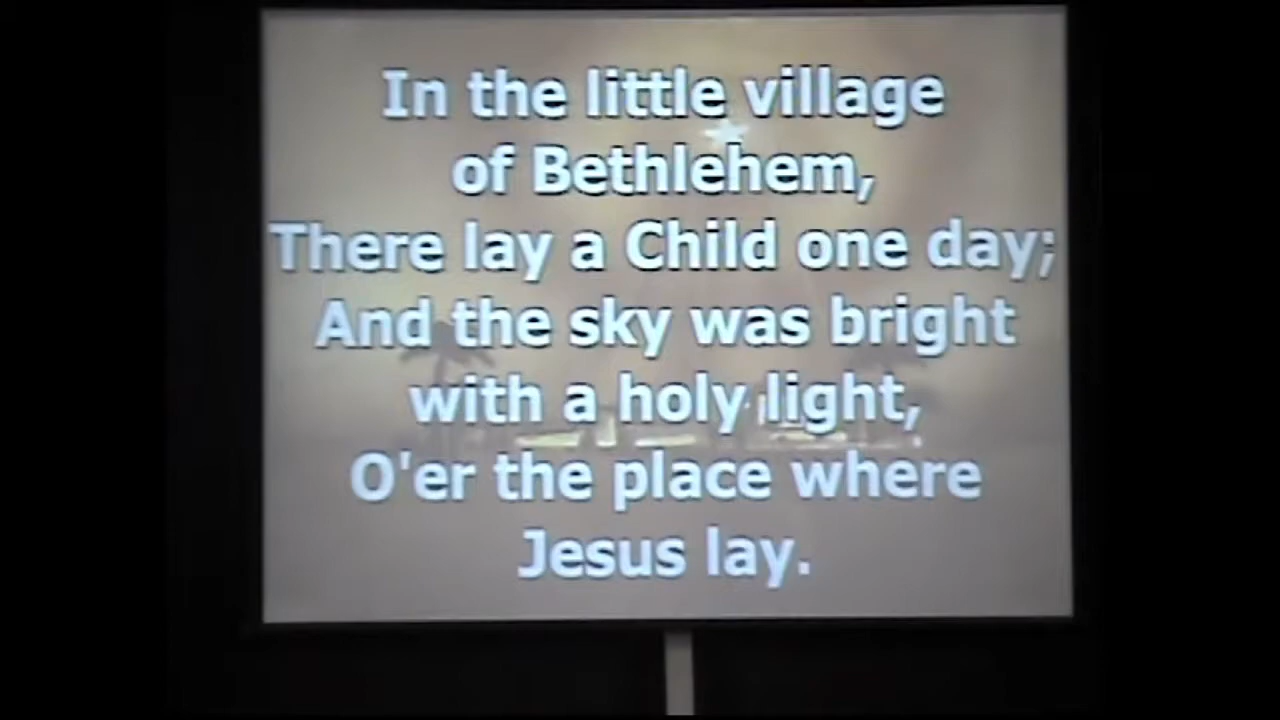 In the little village
of Bethlehem,
There lay a Child one day;
And the sky was bright
with a holy light,
O'er the place where
Jesus lay.